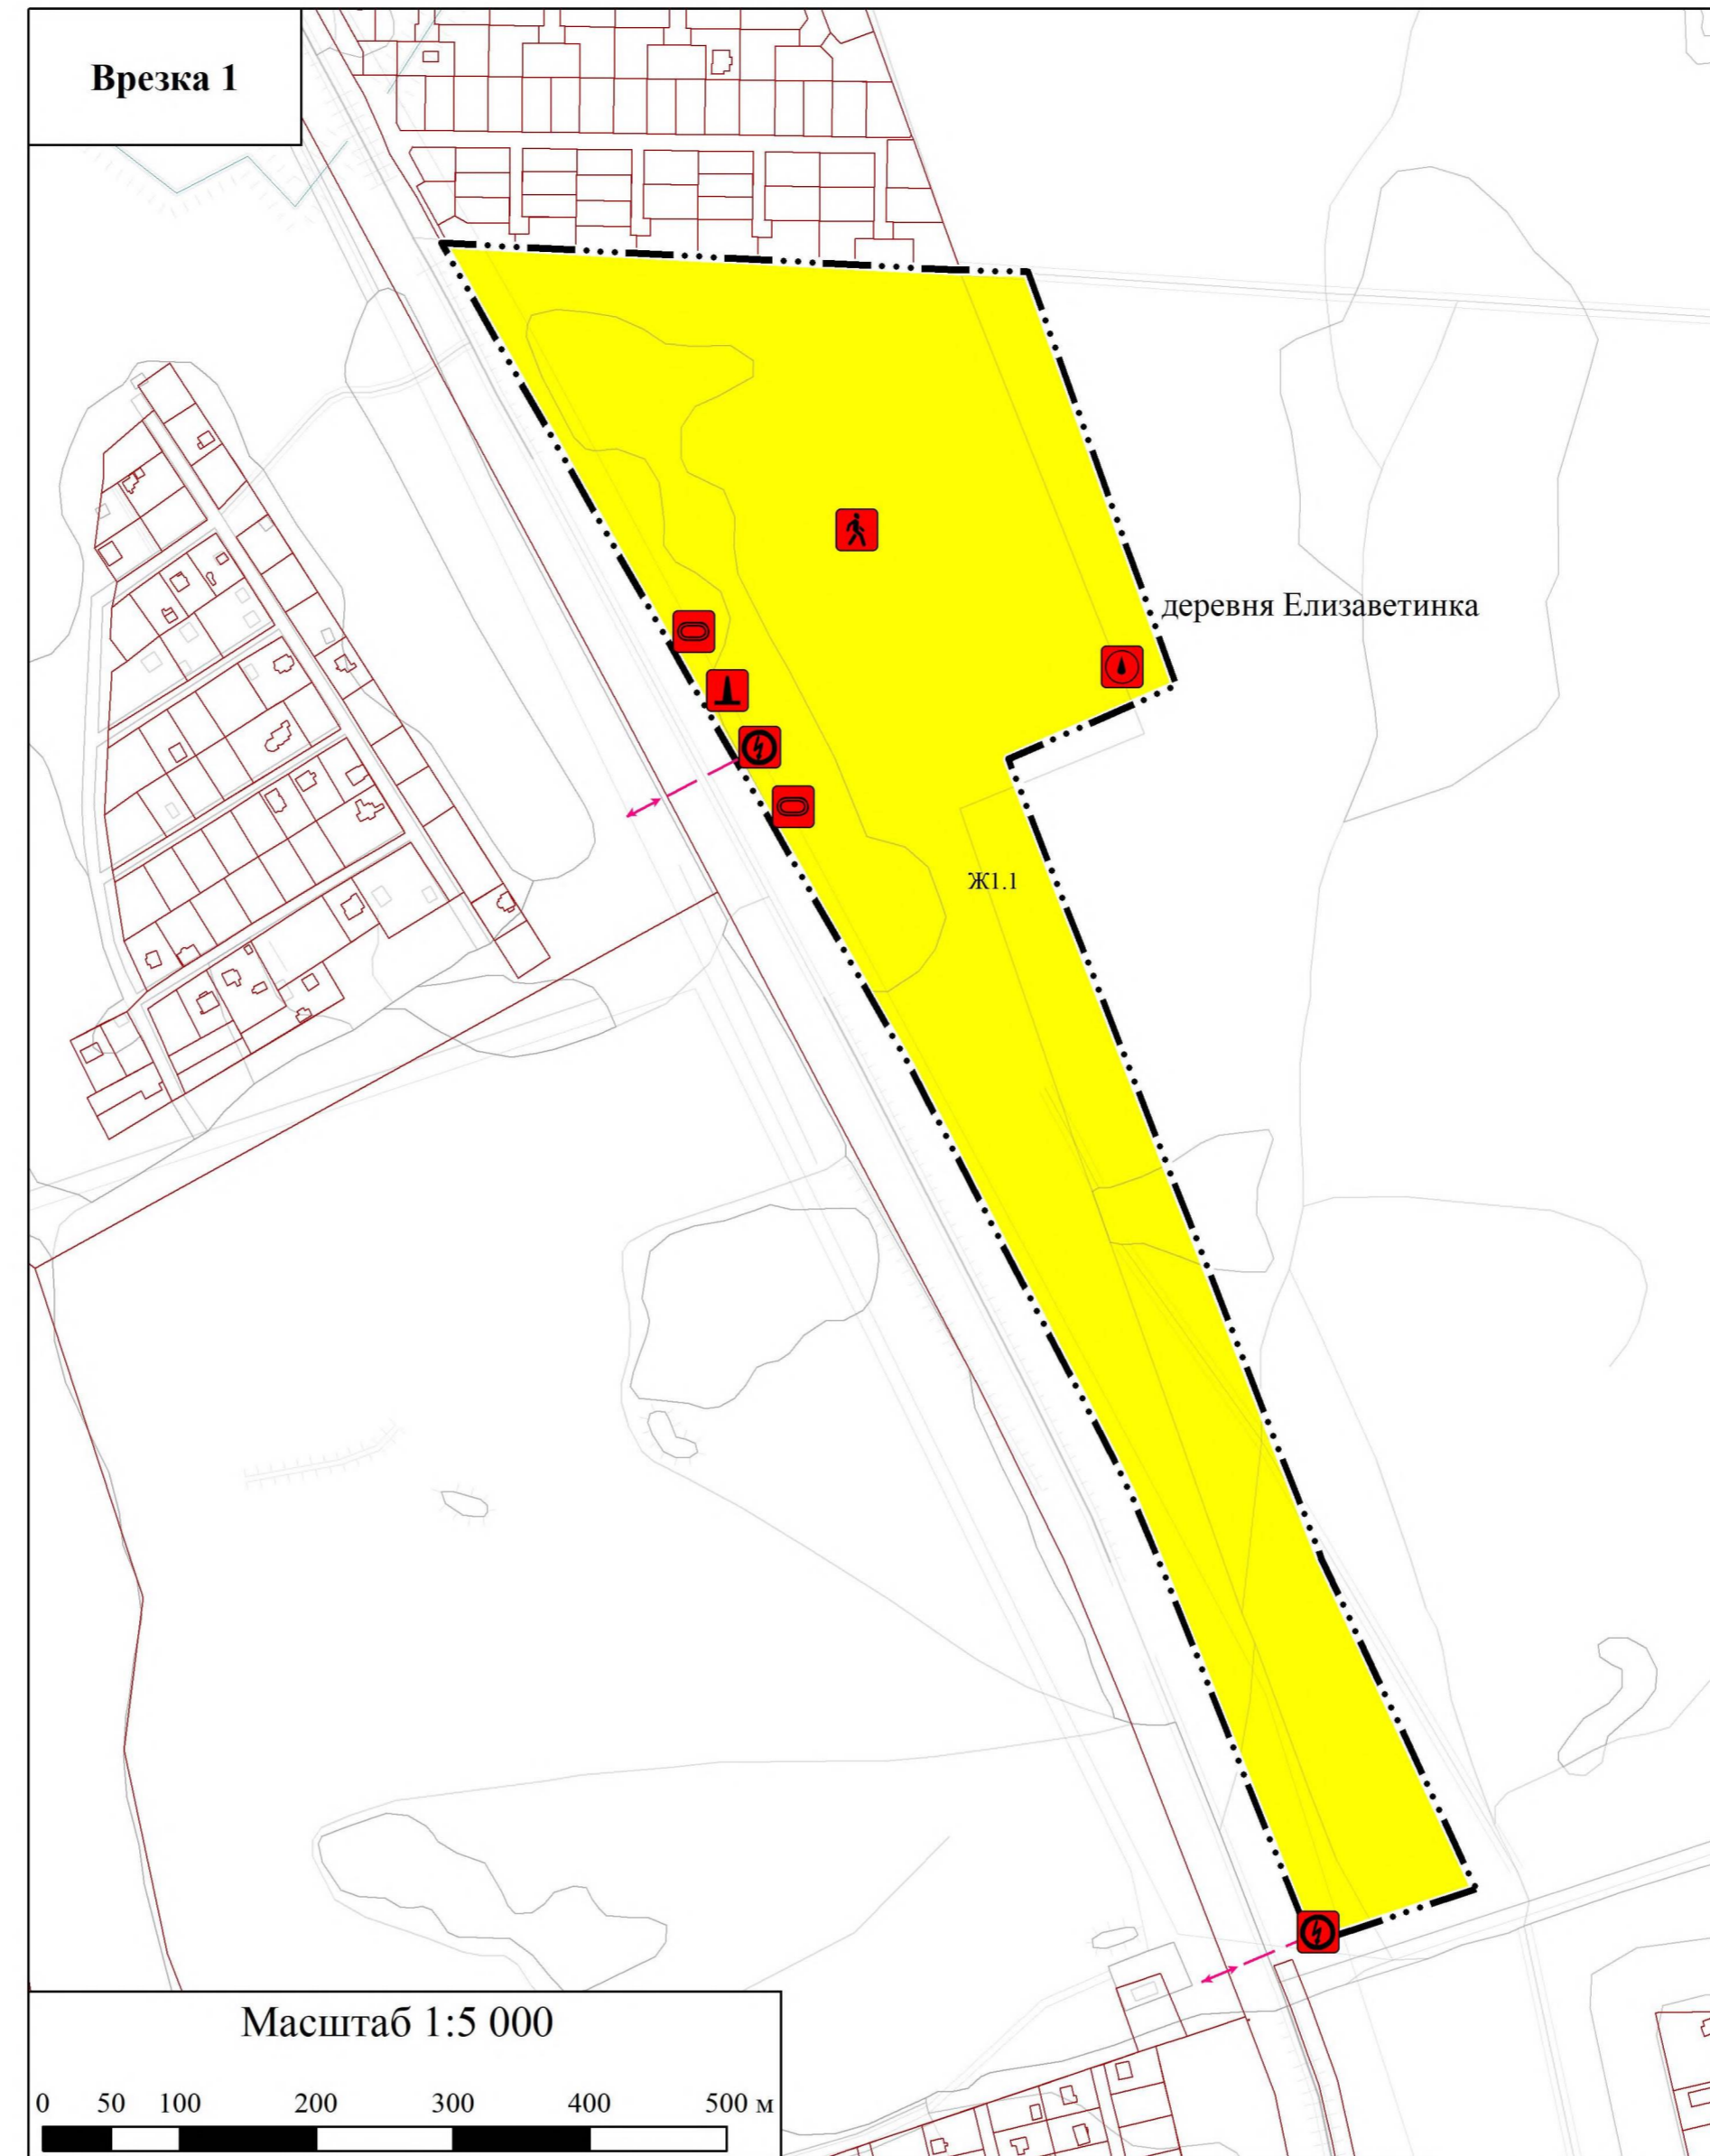 Врезка 1
деревня Елизаветинка
Ж1.1
Масштаб 1:5 000
0 50 100 200 300 400 500 м